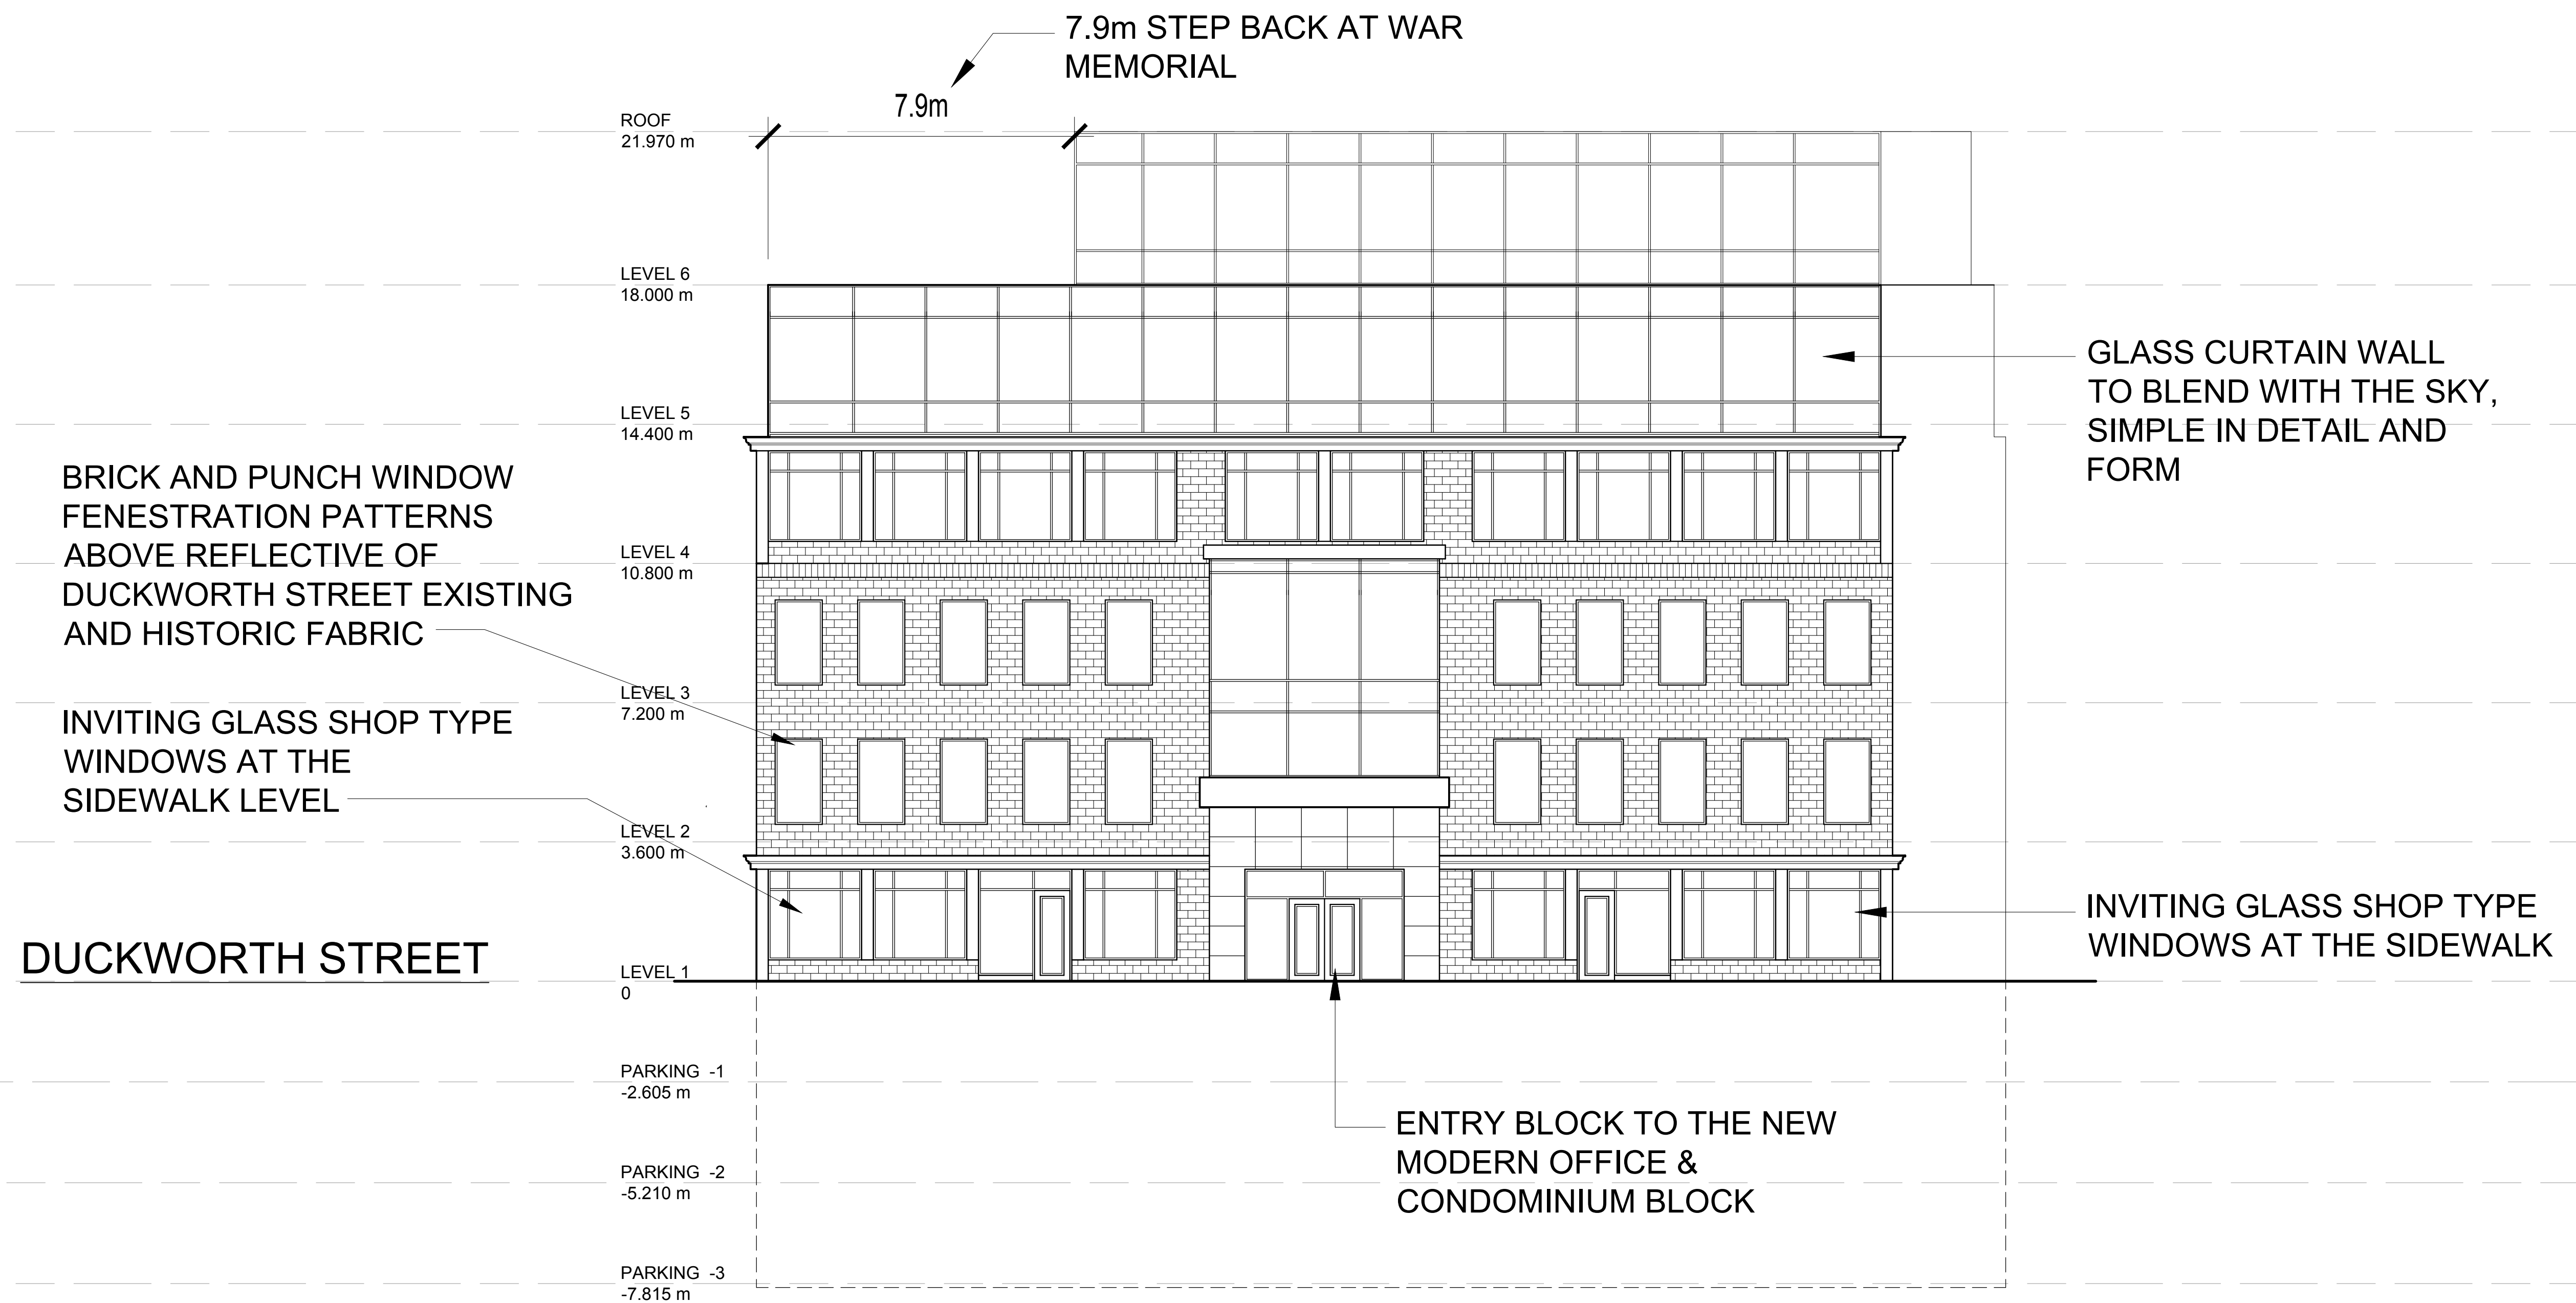 7.9m STEP BACK AT WAR
MEMORIAL
7.9m
ROOF
21.970 m
LEVEL 6
18.000 m
GLASS CURTAIN WALL
TO BLEND WITH THE SKY,
SIMPLE IN DETAIL AND
FORM
LEVEL 5
14.400 m
BRICK AND PUNCH WINDOW
FENESTRATION PATTERNS
ABOVE REFLECTIVE OF
DUCKWORTH STREET EXISTING
AND HISTORIC FABRIC
LEVEL 4
10.800 m
LEVEL 3
7.200 m
INVITING GLASS SHOP TYPE
WINDOWS AT THE
SIDEWALK LEVEL
LEVEL 2
3.600 m
INVITING GLASS SHOP TYPE
WINDOWS AT THE SIDEWALK
DUCKWORTH STREET
LEVEL 1
0
PARKING -1
-2.605 m
ENTRY BLOCK TO THE NEW
MODERN OFFICE &
CONDOMINIUM BLOCK
PARKING -2
-5.210 m
PARKING -3
-7.815 m